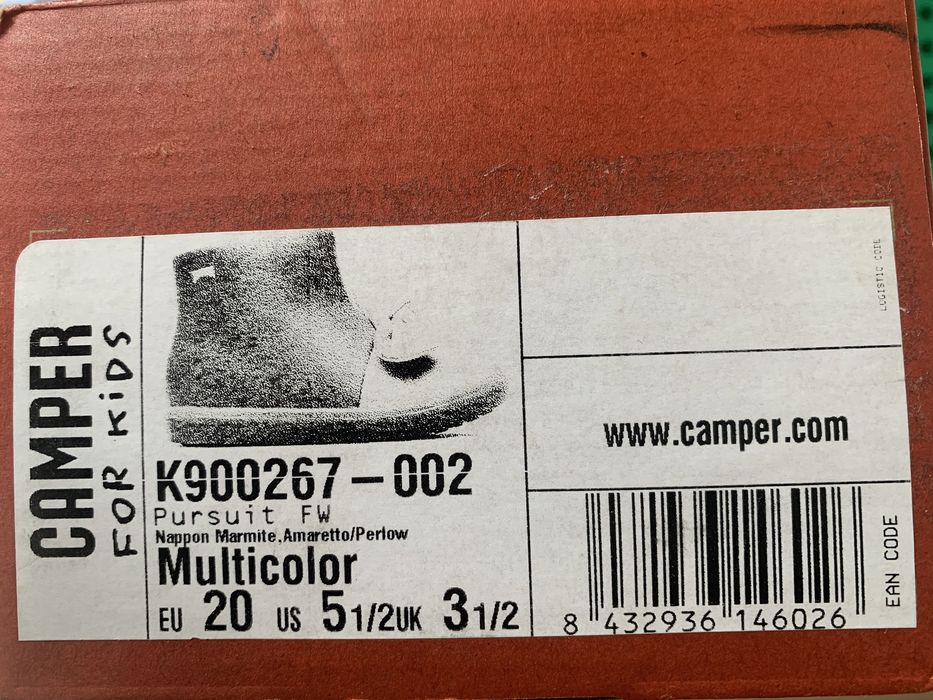 CAMPER
FOR KiDS
K900267-002
Pursuit FW
Nappon Marmite,Amaretto/Perlow
Multicolor
EU 20 US 5 1/2 UK 3 1/2
LOGISTIC CODE
www.camper.com
8 432936 146026
EAN CODE